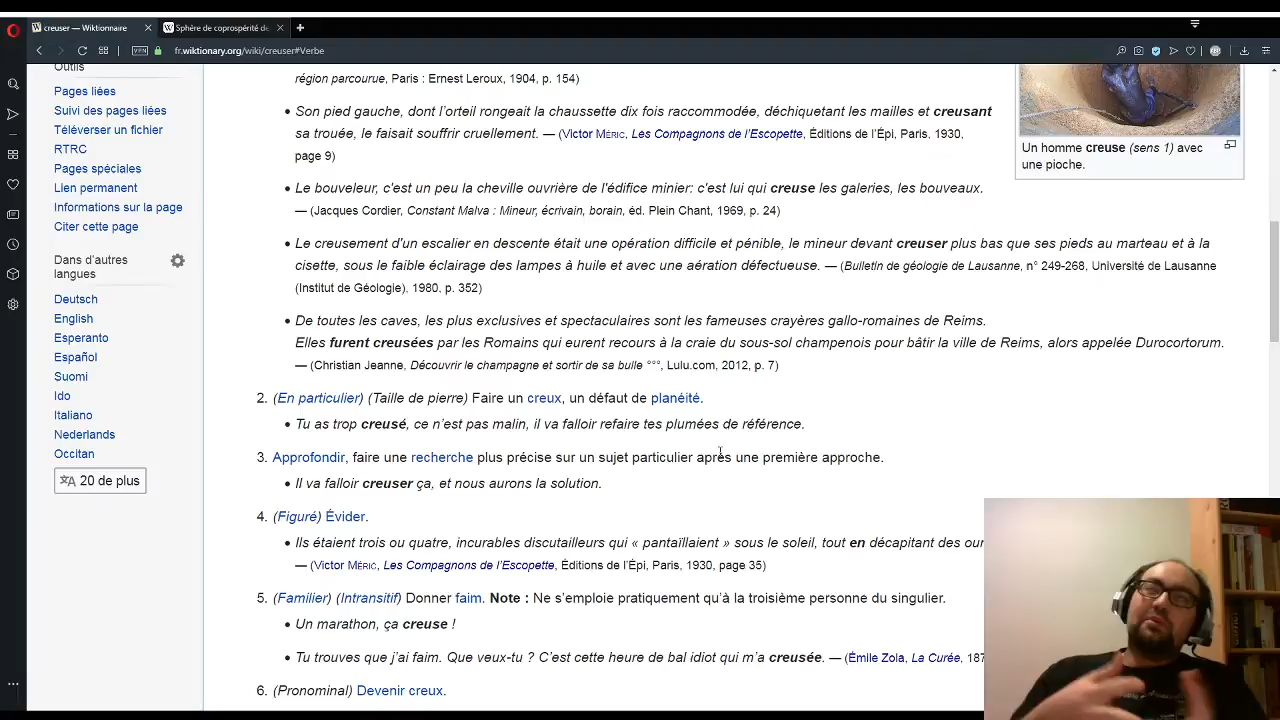 creuser — Wiktionnaire
Sphère de coprospérité de
VPN
fr.wiktionary.org/wiki/creuser#Verbe
Outils
Pages liées
Suivi des pages liées
Téléverser un fichier
RTRC
Pages spéciales
Lien permanent
Informations sur la page
Citer cette page
Dans d'autres
langues
Deutsch
English
Esperanto
Español
Suomi
Ido
Italiano
Nederlands
Occitan
20 de plus
région parcourue, Paris : Ernest Leroux, 1904, p. 154)
Son pied gauche, dont l'orteil rongeait la chaussette dix fois raccommodée, déchiquetant les mailles et creusant
sa trouée, le faisait souffrir cruellement. — (Victor Méric, Les Compagnons de l'Escopette, Éditions de l'Épi, Paris, 1930,
page 9)
Le bouveleur, c'est un peu la cheville ouvrière de l'édifice minier: c'est lui qui creuse les galeries, les bouveaux.
— (Jacques Cordier, Constant Malva : Mineur, écrivain, borain, éd. Plein Chant, 1969, p. 24)
Le creusement d'un escalier en descente était une opération difficile et pénible, le mineur devant creuser plus bas que ses pieds au marteau et à la
cisette, sous le faible éclairage des lampes à huile et avec une aération défectueuse. — (Bulletin de géologie de Lausanne, n° 249-268, Université de Lausanne
(Institut de Géologie), 1980, p. 352)
De toutes les caves, les plus exclusives et spectaculaires sont les fameuses crayères gallo-romaines de Reims.
Elles furent creusées par les Romains qui eurent recours à la craie du sous-sol champenois pour bâtir la ville de Reims, alors appelée Durocortorum.
— (Christian Jeanne, Découvrir le champagne et sortir de sa bulle °°°, Lulu.com, 2012, p. 7)
2. (En particulier) (Taille de pierre) Faire un creux, un défaut de planéité.
Tu as trop creusé, ce n'est pas malin, il va falloir refaire tes plumées de référence.
3. Approfondir, faire une recherche plus précise sur un sujet particulier après une première approche.
Il va falloir creuser ça, et nous aurons la solution.
4. (Figuré) Évider.
Ils étaient trois ou quatre, incurables discutailleurs qui « pantaïllaient » sous le soleil, tout en décapitant des our
— (Victor Méric, Les Compagnons de l'Escopette, Éditions de l'Épi, Paris, 1930, page 35)
5. (Familier) (Intransitif) Donner faim. Note : Ne s'emploie pratiquement qu'à la troisième personne du singulier.
Un marathon, ça creuse !
Tu trouves que j'ai faim. Que veux-tu ? C'est cette heure de bal idiot qui m'a creusée. — (Émile Zola, La Curée, 187
6. (Pronominal) Devenir creux.
Un homme creuse (sens 1) avec
une pioche.